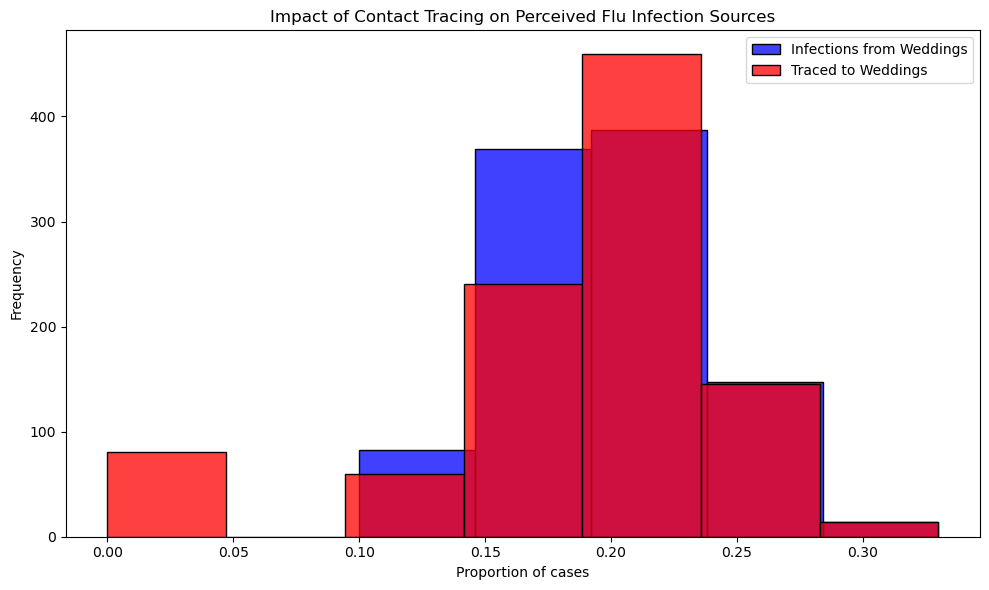 Impact of Contact Tracing on Perceived Flu Infection Sources
Infections from Weddings
Traced to Weddings
Frequency
400
300
200
100
0
0.00 0.05 0.10 0.15 0.20 0.25 0.30
Proportion of cases